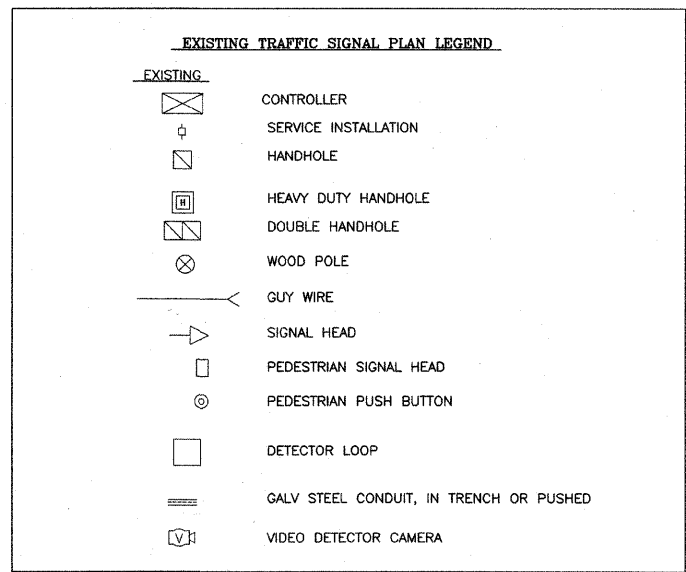 EXISTING TRAFFIC SIGNAL PLAN LEGEND
EXISTING
CONTROLLER
SERVICE INSTALLATION
HANDHOLE
H HEAVY DUTY HANDHOLE
DOUBLE HANDHOLE
WOOD POLE
GUY WIRE
SIGNAL HEAD
PEDESTRIAN SIGNAL HEAD
PEDESTRIAN PUSH BUTTON
DETECTOR LOOP
GALV STEEL CONDUIT, IN TRENCH OR PUSHED
V VIDEO DETECTOR CAMERA